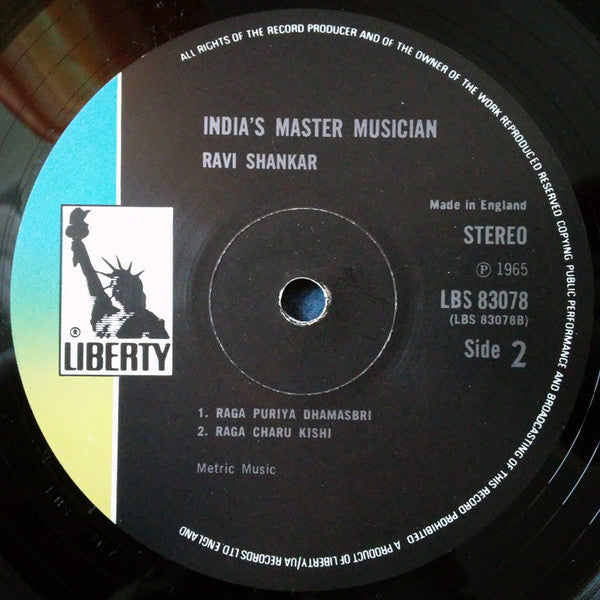 ALL RIGHTS OF THE RECORD PRODUCER AND OF THE OWNER OF THE WORK REPRODUCED RESERVED COPYING PUBLIC PERFORMANCE AND BROADCASTING OF THIS RECORD PROHIBITED. A PRODUCT OF LIBERTY/UA RECORDS LTD ENGLAND
INDIA'S MASTER MUSICIAN
RAVI SHANKAR
Made in England
STEREO
℗ 1965
LBS 83078
(LBS 83078B)
Side 2
® LIBERTY
1. RAGA PURIYA DHAMASBRI
2. RAGA CHARU KISHI
Metric Music